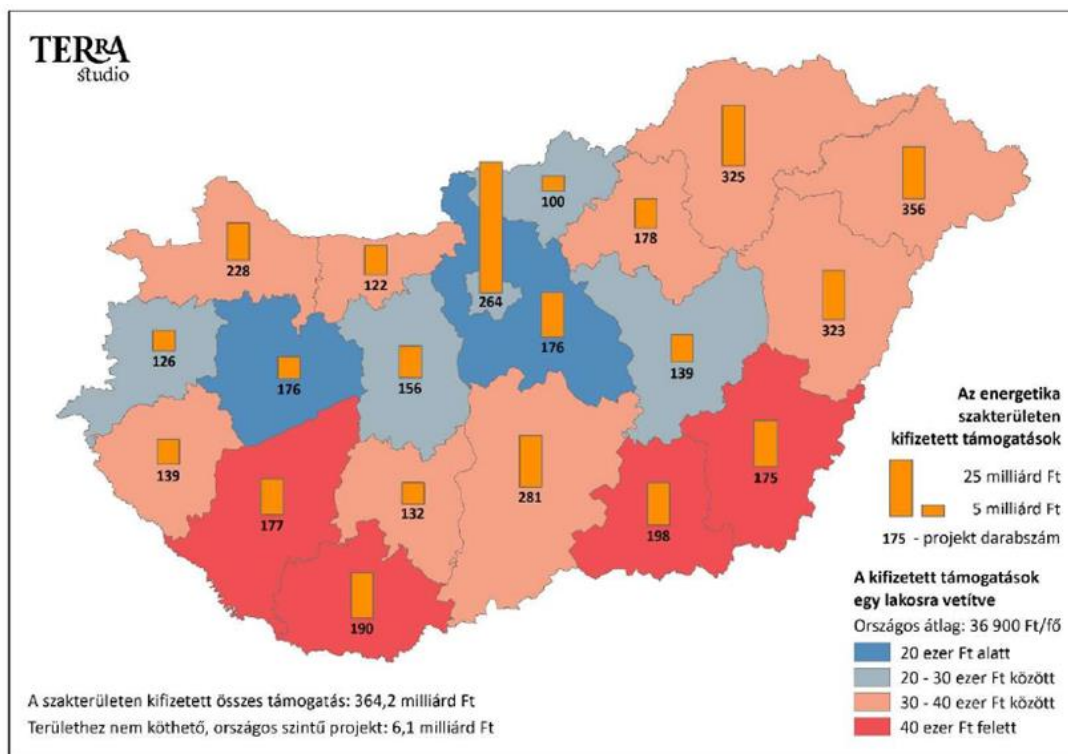 TERRA
studio
325
356
100
178
228
122
264
323
126
176
156
176
139
139
177
132
281
198
175
190
Az energetika
szakterületen
kifizetett támogatások
25 milliárd Ft
5 milliárd Ft
175 - projekt darabszám
A kifizetett támogatások
egy lakosra vetítve
Országos átlag: 36 900 Ft/fő
20 ezer Ft alatt
20 - 30 ezer Ft között
30 - 40 ezer Ft között
40 ezer Ft felett
A szakterületen kifizetett összes támogatás: 364,2 milliárd Ft
Területhez nem köthető, országos szintű projekt: 6,1 milliárd Ft